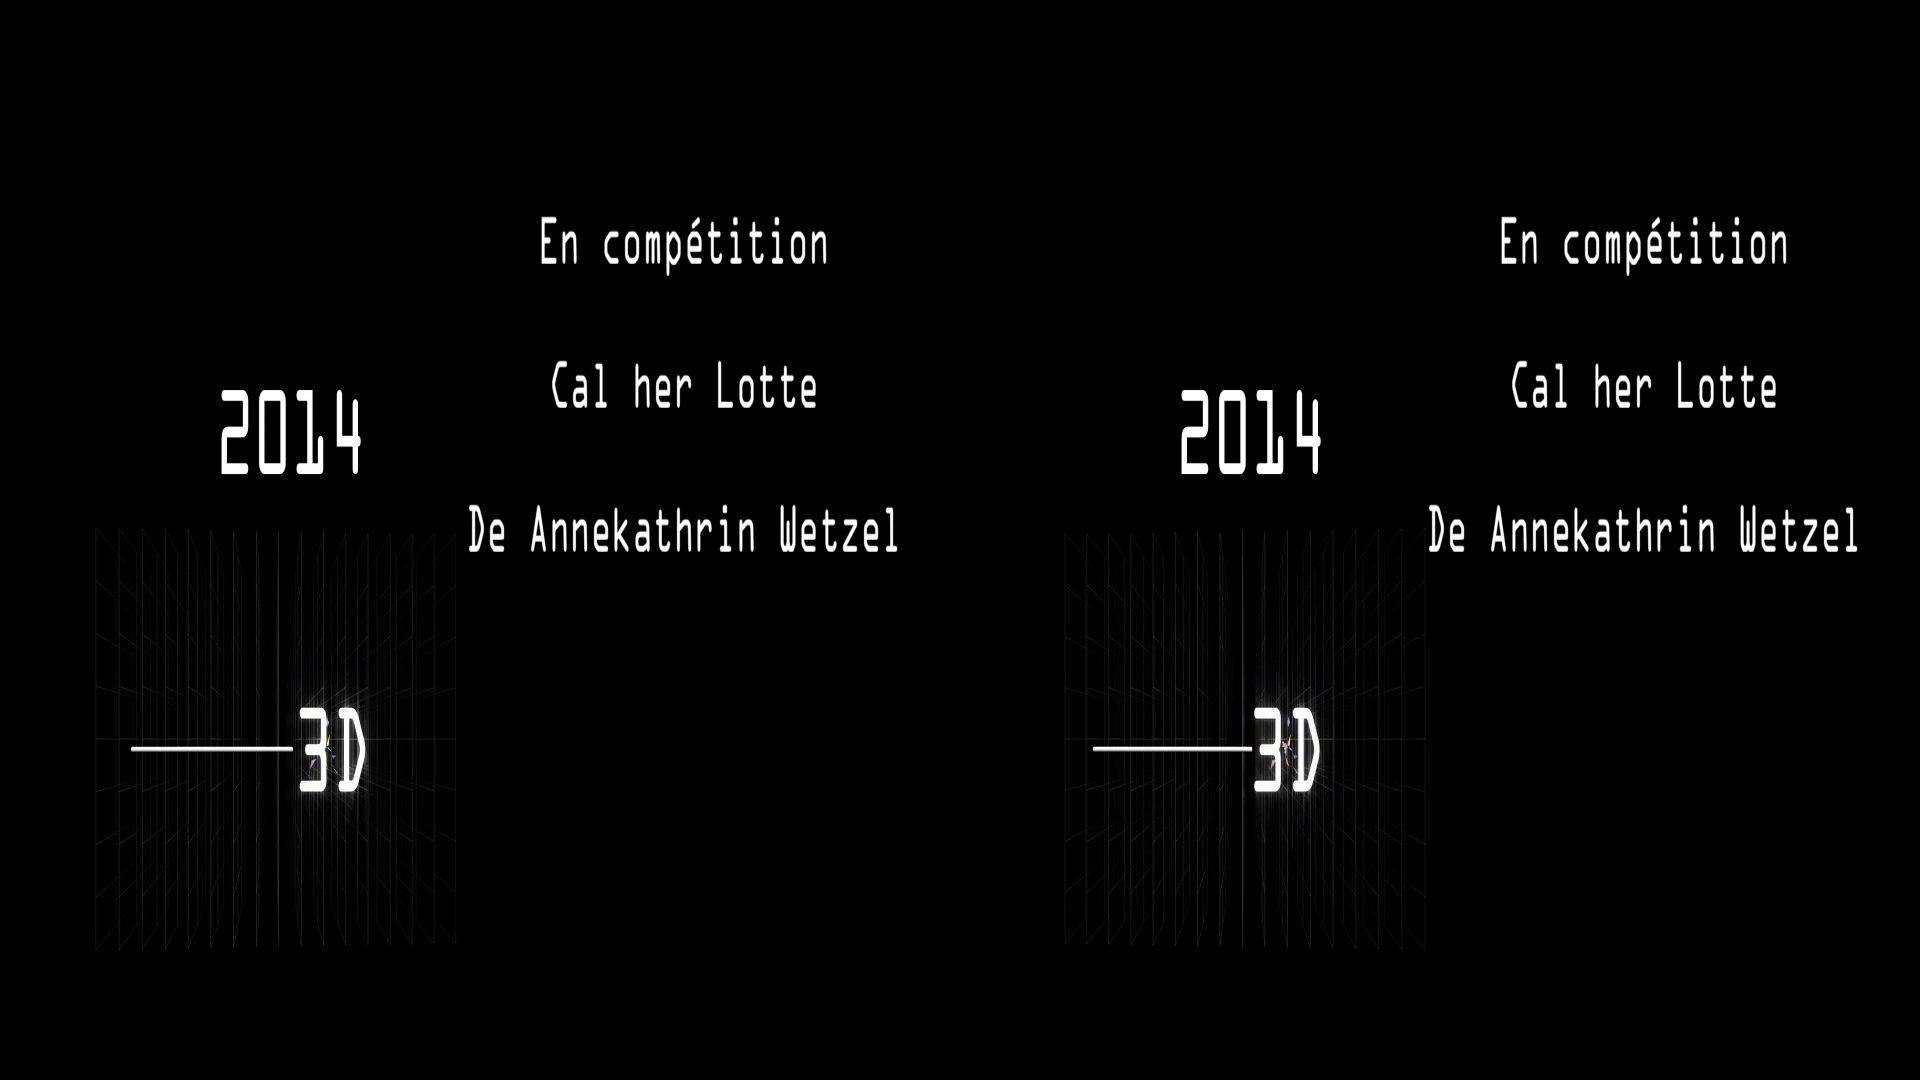 En compétition
Cal her Lotte
2014
De Annekathrin Wetzel
3D
En compétition
Cal her Lotte
2014
De Annekathrin Wetzel
3D